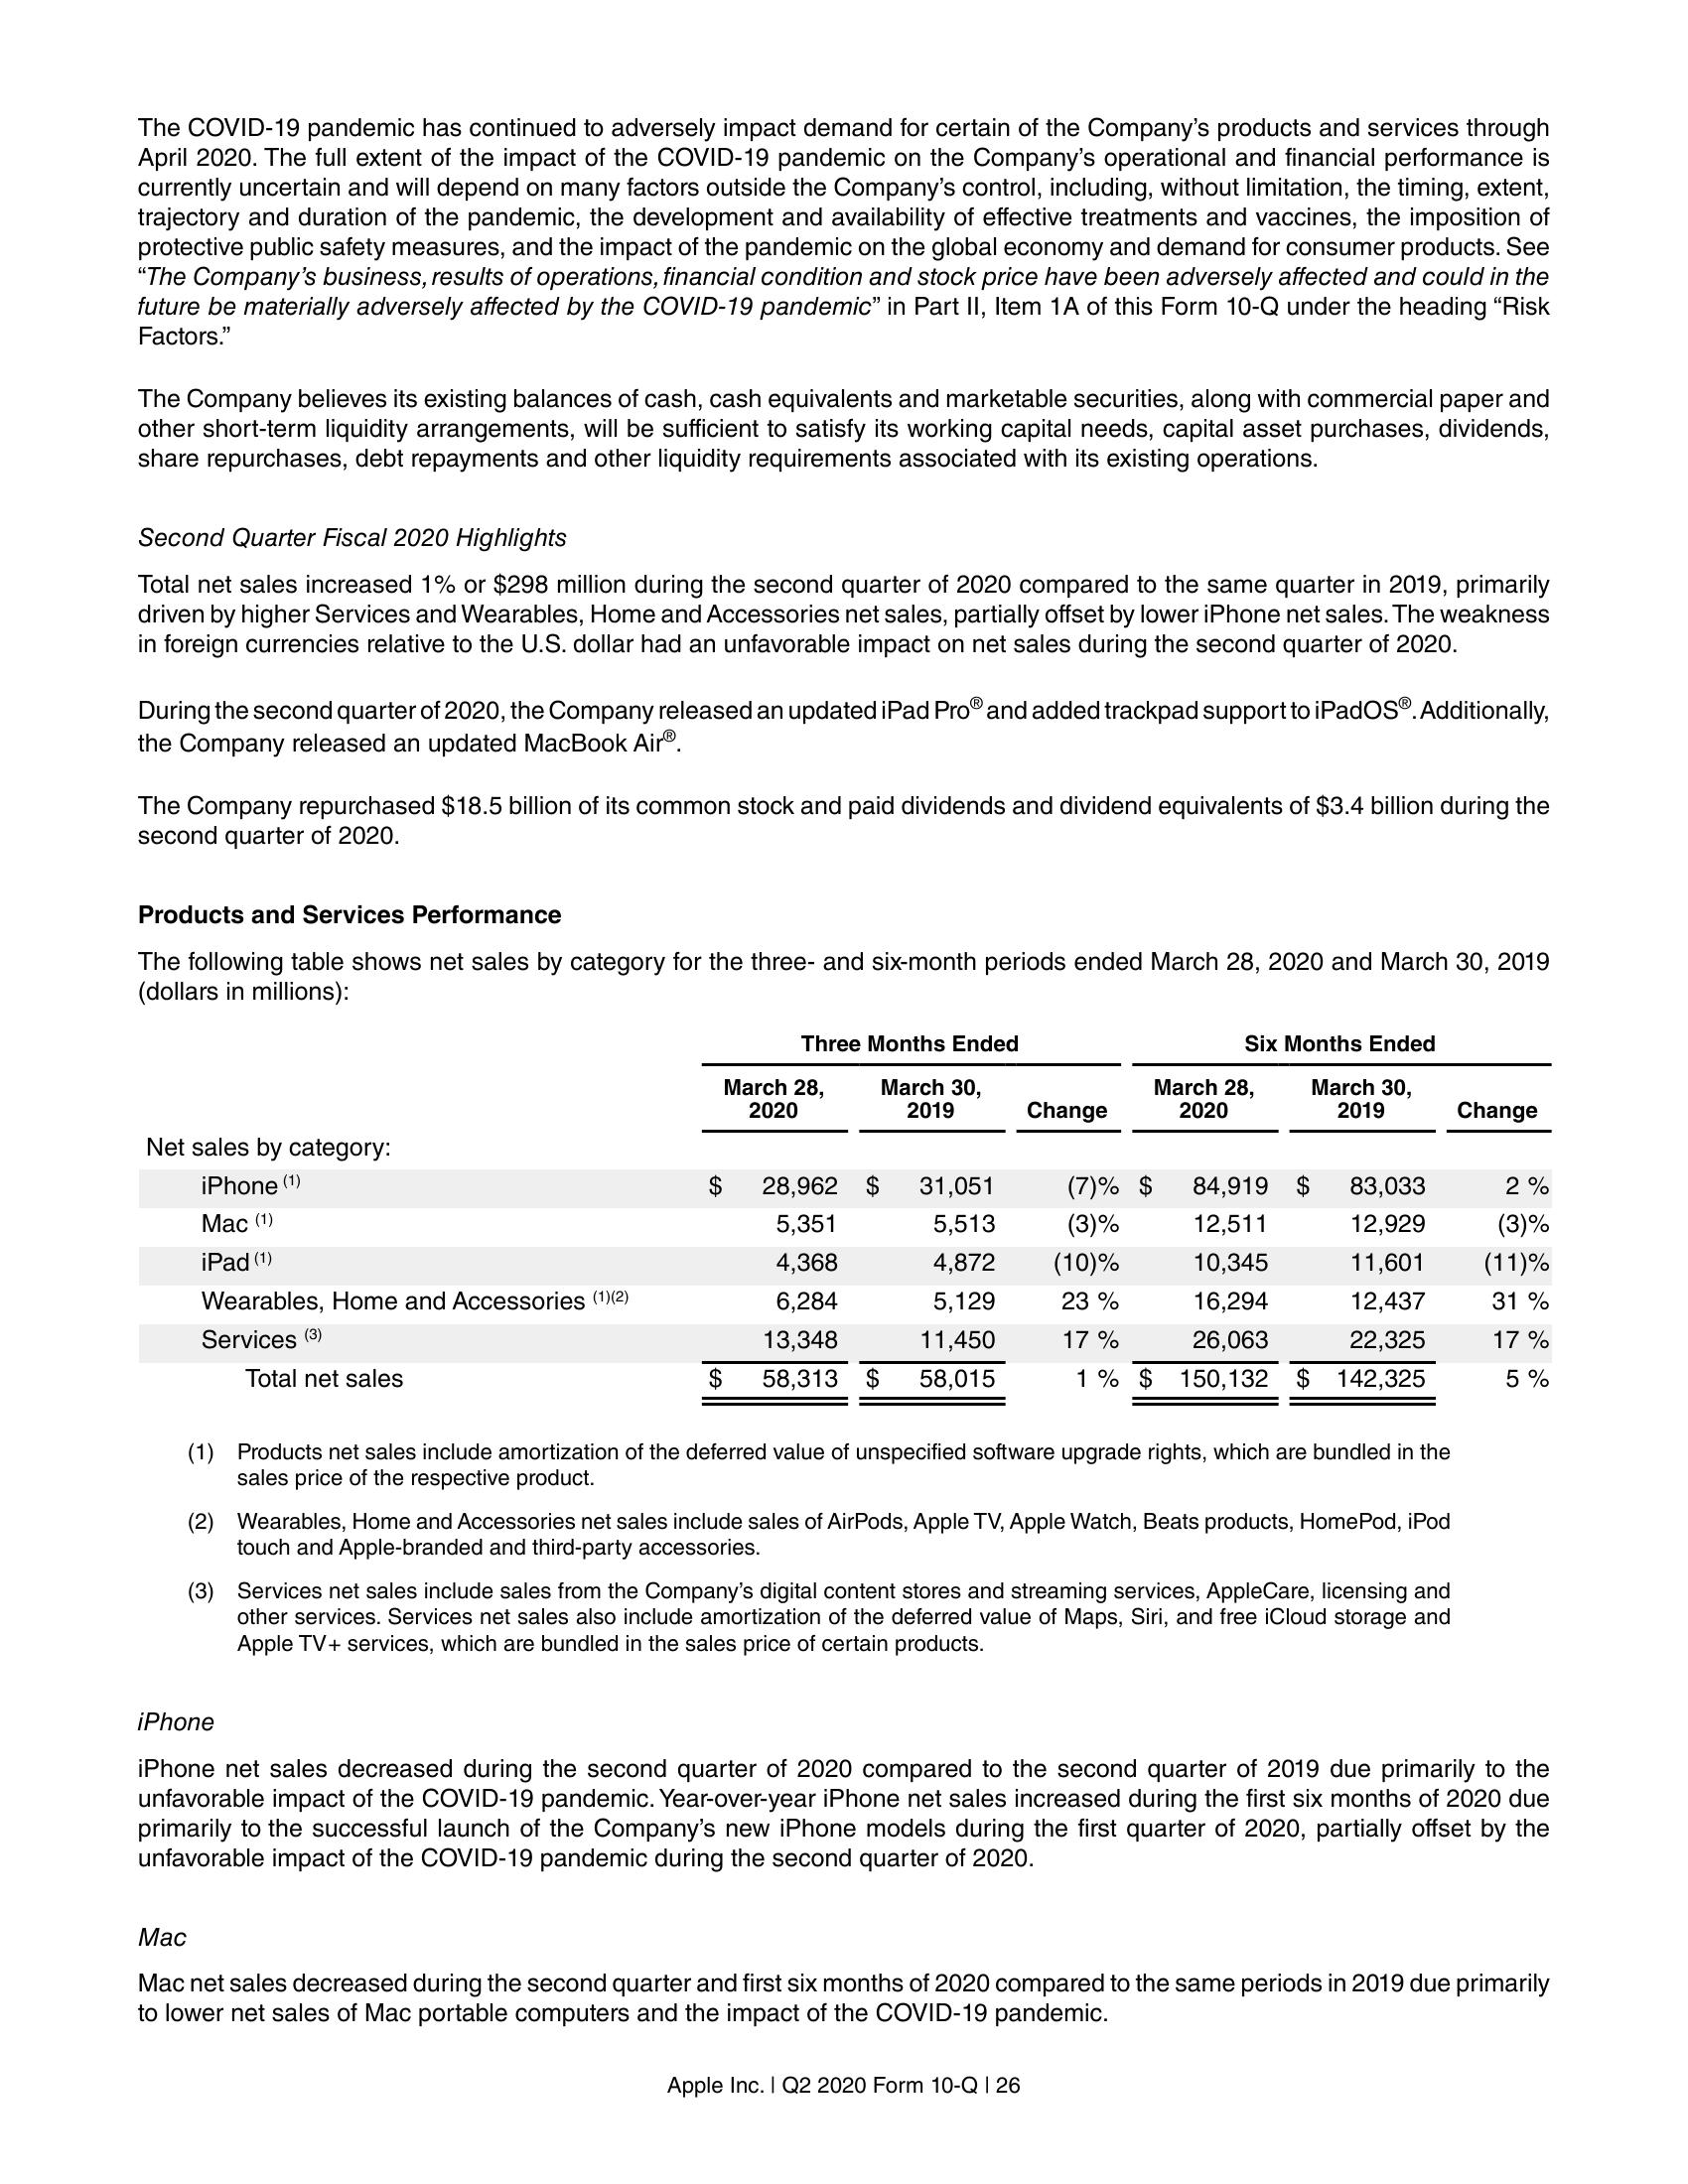 The COVID-19 pandemic has continued to adversely impact demand for certain of the Company’s products and services through
April 2020. The full extent of the impact of the COVID-19 pandemic on the Company’s operational and financial performance is
currently uncertain and will depend on many factors outside the Company’s control, including, without limitation, the timing, extent,
trajectory and duration of the pandemic, the development and availability of effective treatments and vaccines, the imposition of
protective public safety measures, and the impact of the pandemic on the global economy and demand for consumer products. See
“The Company’s business, results of operations, financial condition and stock price have been adversely affected and could in the
future be materially adversely affected by the COVID-19 pandemic” in Part II, Item 1A of this Form 10-Q under the heading “Risk
Factors.”
The Company believes its existing balances of cash, cash equivalents and marketable securities, along with commercial paper and
other short-term liquidity arrangements, will be sufficient to satisfy its working capital needs, capital asset purchases, dividends,
share repurchases, debt repayments and other liquidity requirements associated with its existing operations.
Second Quarter Fiscal 2020 Highlights
Total net sales increased 1% or $298 million during the second quarter of 2020 compared to the same quarter in 2019, primarily
driven by higher Services and Wearables, Home and Accessories net sales, partially offset by lower iPhone net sales. The weakness
in foreign currencies relative to the U.S. dollar had an unfavorable impact on net sales during the second quarter of 2020.
During the second quarter of 2020, the Company released an updated iPad Pro® and added trackpad support to iPadOS®. Additionally,
the Company released an updated MacBook Air®.
The Company repurchased $18.5 billion of its common stock and paid dividends and dividend equivalents of $3.4 billion during the
second quarter of 2020.
Products and Services Performance
The following table shows net sales by category for the three- and six-month periods ended March 28, 2020 and March 30, 2019
(dollars in millions):
Three Months Ended Six Months Ended
March 28, 2020 March 30, 2019 Change March 28, 2020 March 30, 2019 Change
Net sales by category:
iPhone (1) $ 28,962 $ 31,051 (7)% $ 84,919 $ 83,033 2 %
Mac (1) 5,351 5,513 (3)% 12,511 12,929 (3)%
iPad (1) 4,368 4,872 (10)% 10,345 11,601 (11)%
Wearables, Home and Accessories (1)(2) 6,284 5,129 23 % 16,294 12,437 31 %
Services (3) 13,348 11,450 17 % 26,063 22,325 17 %
Total net sales $ 58,313 $ 58,015 1 % $ 150,132 $ 142,325 5 %
(1) Products net sales include amortization of the deferred value of unspecified software upgrade rights, which are bundled in the
sales price of the respective product.
(2) Wearables, Home and Accessories net sales include sales of AirPods, Apple TV, Apple Watch, Beats products, HomePod, iPod
touch and Apple-branded and third-party accessories.
(3) Services net sales include sales from the Company’s digital content stores and streaming services, AppleCare, licensing and
other services. Services net sales also include amortization of the deferred value of Maps, Siri, and free iCloud storage and
Apple TV+ services, which are bundled in the sales price of certain products.
iPhone
iPhone net sales decreased during the second quarter of 2020 compared to the second quarter of 2019 due primarily to the
unfavorable impact of the COVID-19 pandemic. Year-over-year iPhone net sales increased during the first six months of 2020 due
primarily to the successful launch of the Company’s new iPhone models during the first quarter of 2020, partially offset by the
unfavorable impact of the COVID-19 pandemic during the second quarter of 2020.
Mac
Mac net sales decreased during the second quarter and first six months of 2020 compared to the same periods in 2019 due primarily
to lower net sales of Mac portable computers and the impact of the COVID-19 pandemic.
Apple Inc. | Q2 2020 Form 10-Q | 26